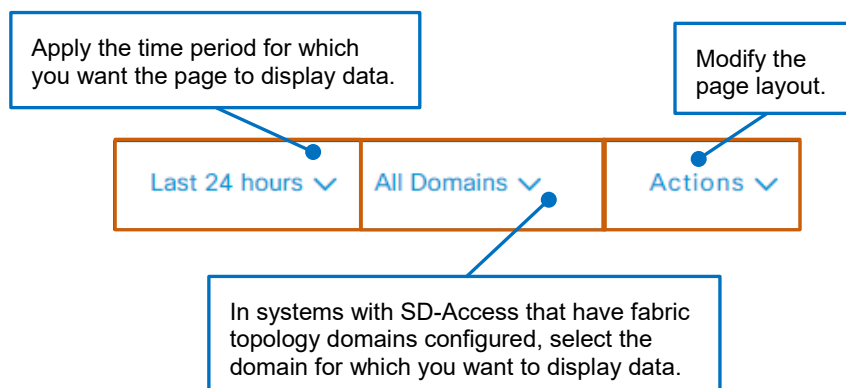 Apply the time period for which
you want the page to display data.
Modify the
page layout.
Last 24 hours
All Domains
Actions
In systems with SD-Access that have fabric
topology domains configured, select the
domain for which you want to display data.